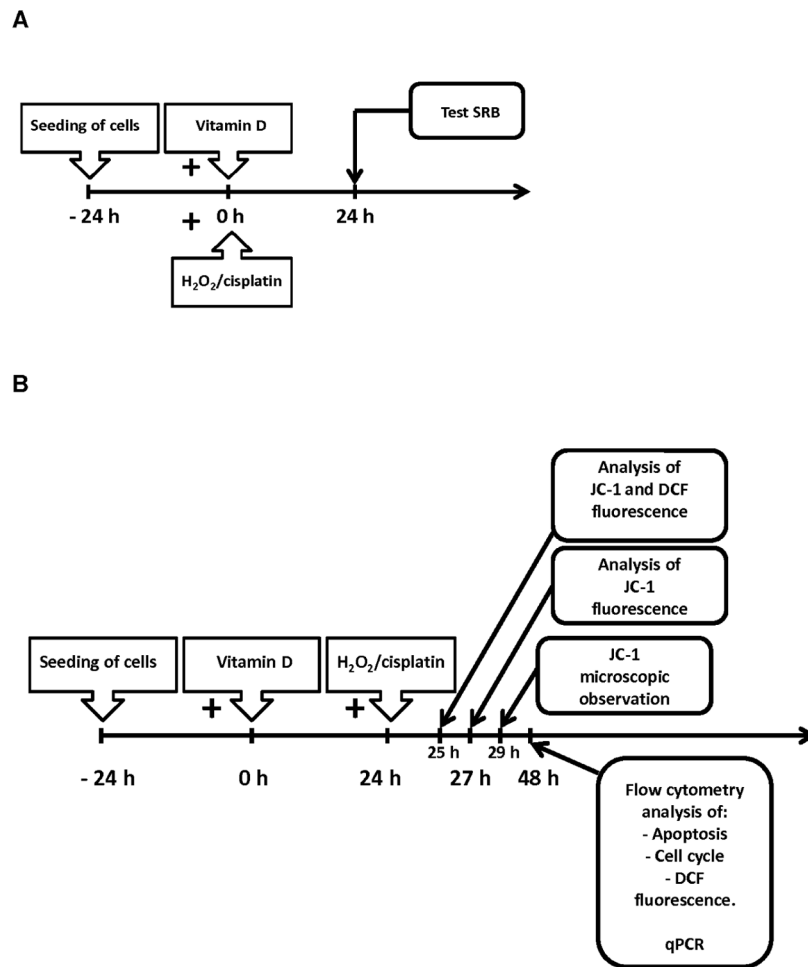 A
Seeding of cells
Vitamin D
Test SRB
+
- 24 h
+
0 h
24 h
H₂O₂/cisplatin
B
Analysis of
JC-1 and DCF
fluorescence
Analysis of
JC-1
fluorescence
JC-1
microscopic
observation
Seeding of cells
Vitamin D
H₂O₂/cisplatin
+
+
25 h
29 h
- 24 h
0 h
24 h
27 h
48 h
Flow cytometry
analysis of:
- Apoptosis
- Cell cycle
- DCF
fluorescence.
qPCR